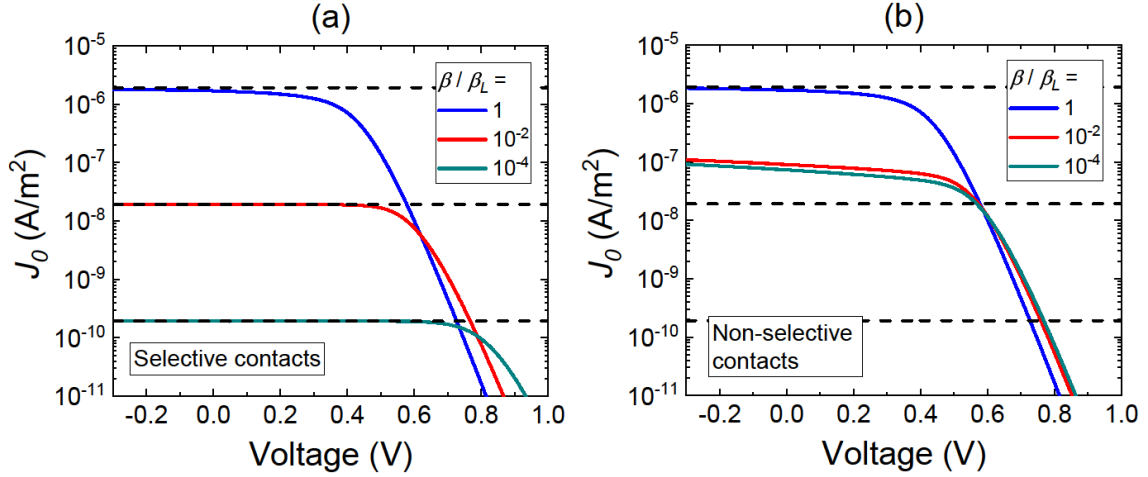 (a)
10⁻⁵
10⁻⁶
10⁻⁷
10⁻⁸
10⁻⁹
10⁻¹⁰
10⁻¹¹
J₀ (A/m²)
β / β_L =
1
10⁻²
10⁻⁴
Selective contacts
-0.2 0.0 0.2 0.4 0.6 0.8 1.0
Voltage (V)
(b)
10⁻⁵
10⁻⁶
10⁻⁷
10⁻⁸
10⁻⁹
10⁻¹⁰
10⁻¹¹
J₀ (A/m²)
β / β_L =
1
10⁻²
10⁻⁴
Non-selective
contacts
-0.2 0.0 0.2 0.4 0.6 0.8 1.0
Voltage (V)